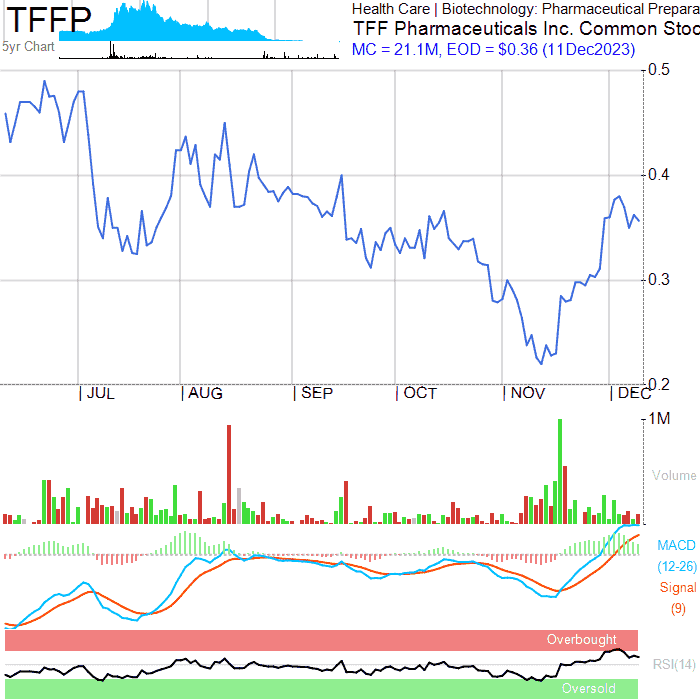 TFFP
5yr Chart
Health Care | Biotechnology: Pharmaceutical Prepara
TFF Pharmaceuticals Inc. Common Stoc
MC = 21.1M, EOD = $0.36 (11Dec2023)
0.5
0.4
0.3
0.2
| JUL | AUG | SEP | OCT | NOV | DEC
1M
Volume
MACD
(12-26)
Signal
(9)
Overbought
RSI(14)
Oversold